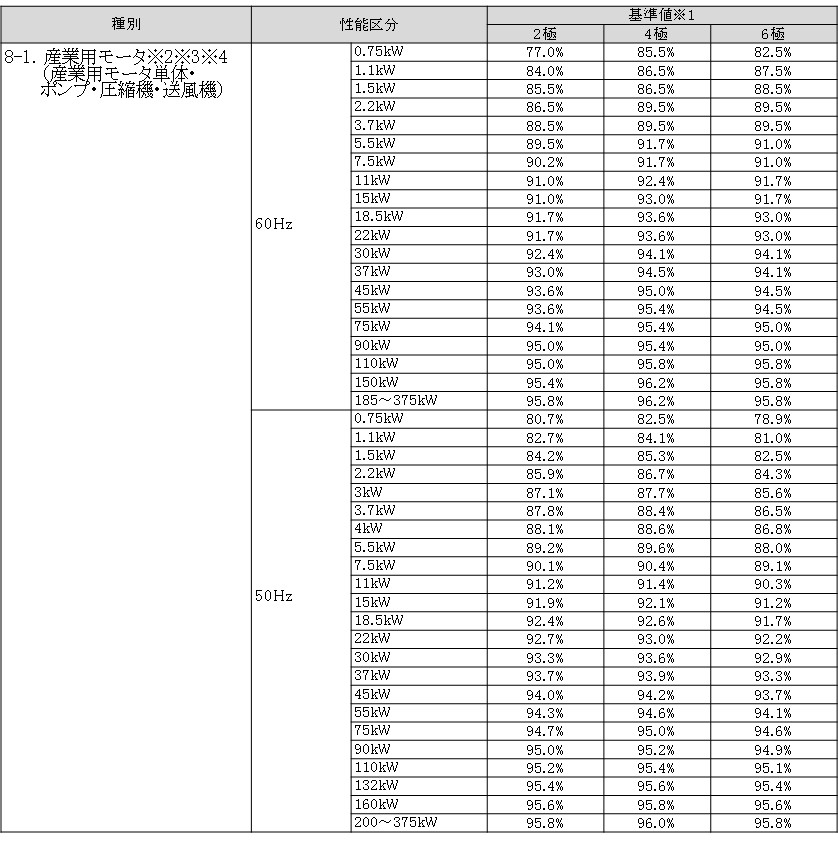 種別 性能区分 基準値※1
2極 4極 6極
8-1. 産業用モータ※2※3※4
(産業用モータ単体・
ポンプ・圧縮機・送風機)
60Hz
0.75kW 77.0% 85.5% 82.5%
1.1kW 84.0% 86.5% 87.5%
1.5kW 85.5% 86.5% 88.5%
2.2kW 86.5% 89.5% 89.5%
3.7kW 88.5% 89.5% 89.5%
5.5kW 89.5% 91.7% 91.0%
7.5kW 90.2% 91.7% 91.0%
11kW 91.0% 92.4% 91.7%
15kW 91.0% 93.0% 91.7%
18.5kW 91.7% 93.6% 93.0%
22kW 91.7% 93.6% 93.0%
30kW 92.4% 94.1% 94.1%
37kW 93.0% 94.5% 94.1%
45kW 93.6% 95.0% 94.5%
55kW 93.6% 95.4% 94.5%
75kW 94.1% 95.4% 95.0%
90kW 95.0% 95.4% 95.0%
110kW 95.0% 95.8% 95.8%
150kW 95.4% 96.2% 95.8%
185～375kW 95.8% 96.2% 95.8%
50Hz
0.75kW 80.7% 82.5% 78.9%
1.1kW 82.7% 84.1% 81.0%
1.5kW 84.2% 85.3% 82.5%
2.2kW 85.9% 86.7% 84.3%
3kW 87.1% 87.7% 85.6%
3.7kW 87.8% 88.4% 86.5%
4kW 88.1% 88.6% 86.8%
5.5kW 89.2% 89.6% 88.0%
7.5kW 90.1% 90.4% 89.1%
11kW 91.2% 91.4% 90.3%
15kW 91.9% 92.1% 91.2%
18.5kW 92.4% 92.6% 91.7%
22kW 92.7% 93.0% 92.2%
30kW 93.3% 93.6% 92.9%
37kW 93.7% 93.9% 93.3%
45kW 94.0% 94.2% 93.7%
55kW 94.3% 94.6% 94.1%
75kW 94.7% 95.0% 94.6%
90kW 95.0% 95.2% 94.9%
110kW 95.2% 95.4% 95.1%
132kW 95.4% 95.6% 95.4%
160kW 95.6% 95.8% 95.6%
200～375kW 95.8% 96.0% 95.8%